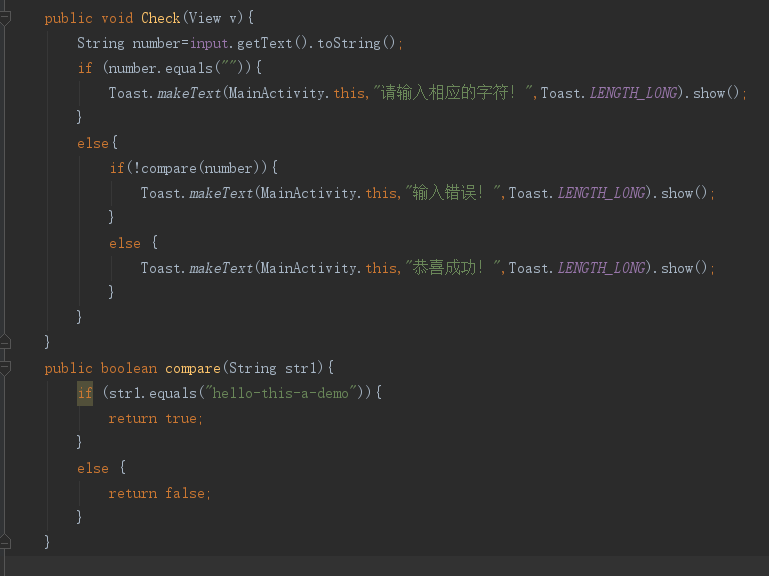 public void Check(View v){
String number=input.getText().toString();
if (number.equals("")){
Toast.makeText(MainActivity.this,"请输入相应的字符！",Toast.LENGTH_LONG).show();
}
else{
if(!compare(number)){
Toast.makeText(MainActivity.this,"输入错误！",Toast.LENGTH_LONG).show();
}
else {
Toast.makeText(MainActivity.this,"恭喜成功！",Toast.LENGTH_LONG).show();
}
}
}
public boolean compare(String str1){
if (str1.equals("hello-this-a-demo")){
return true;
}
else {
return false;
}
}